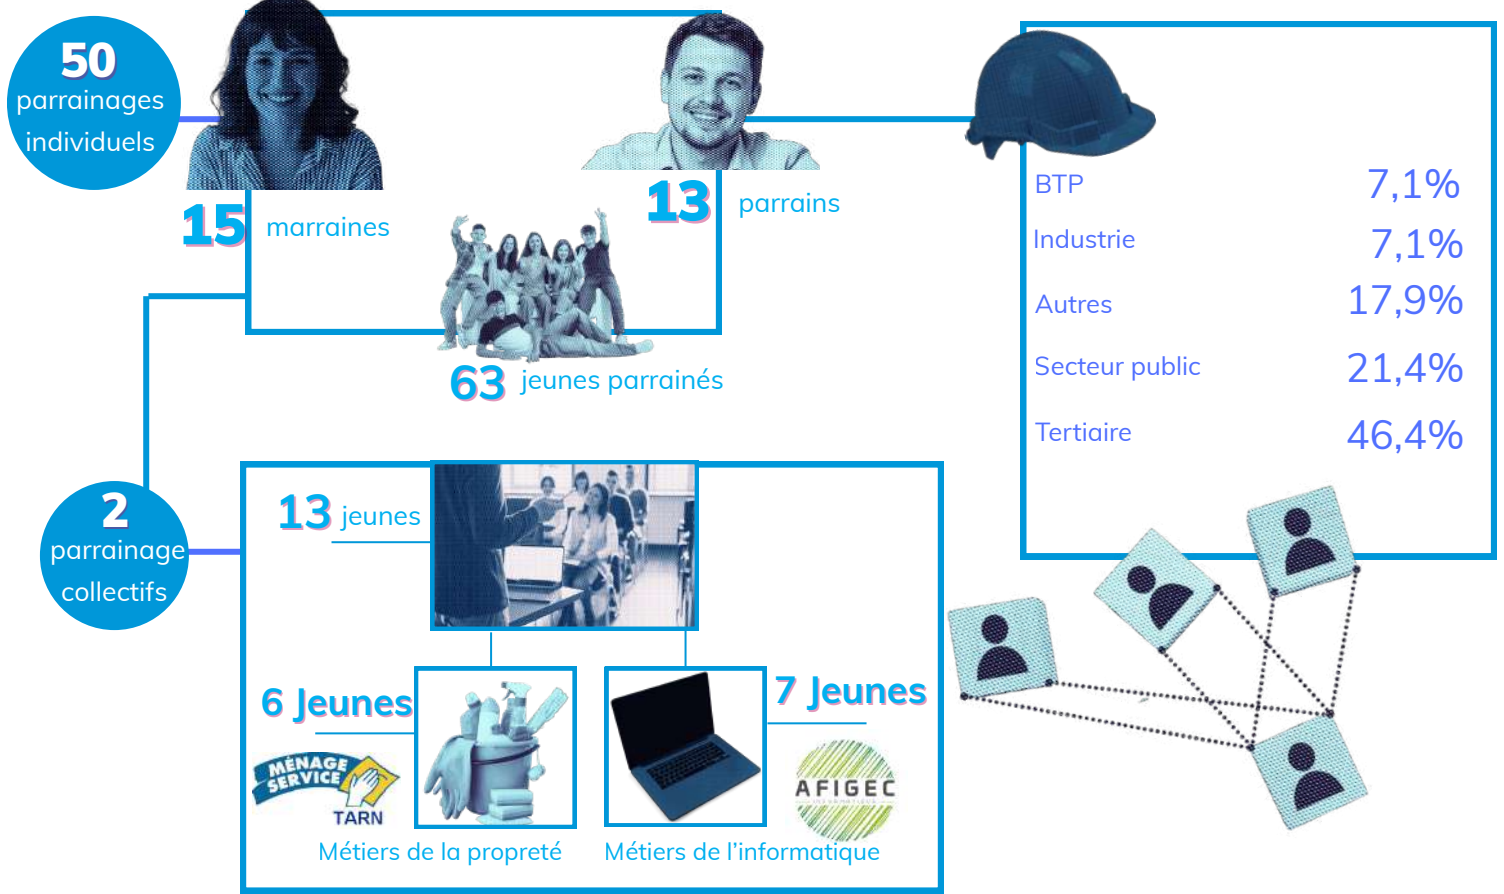 50
parrainages
individuels
15 marraines
13 parrains
63 jeunes parrainés
BTP 7,1%
Industrie 7,1%
Autres 17,9%
Secteur public 21,4%
Tertiaire 46,4%
2
parrainage
collectifs
13 jeunes
6 Jeunes
7 Jeunes
MÉNAGE
SERVICE
TARN
AFIGEC
Métiers de la propreté
Métiers de l’informatique